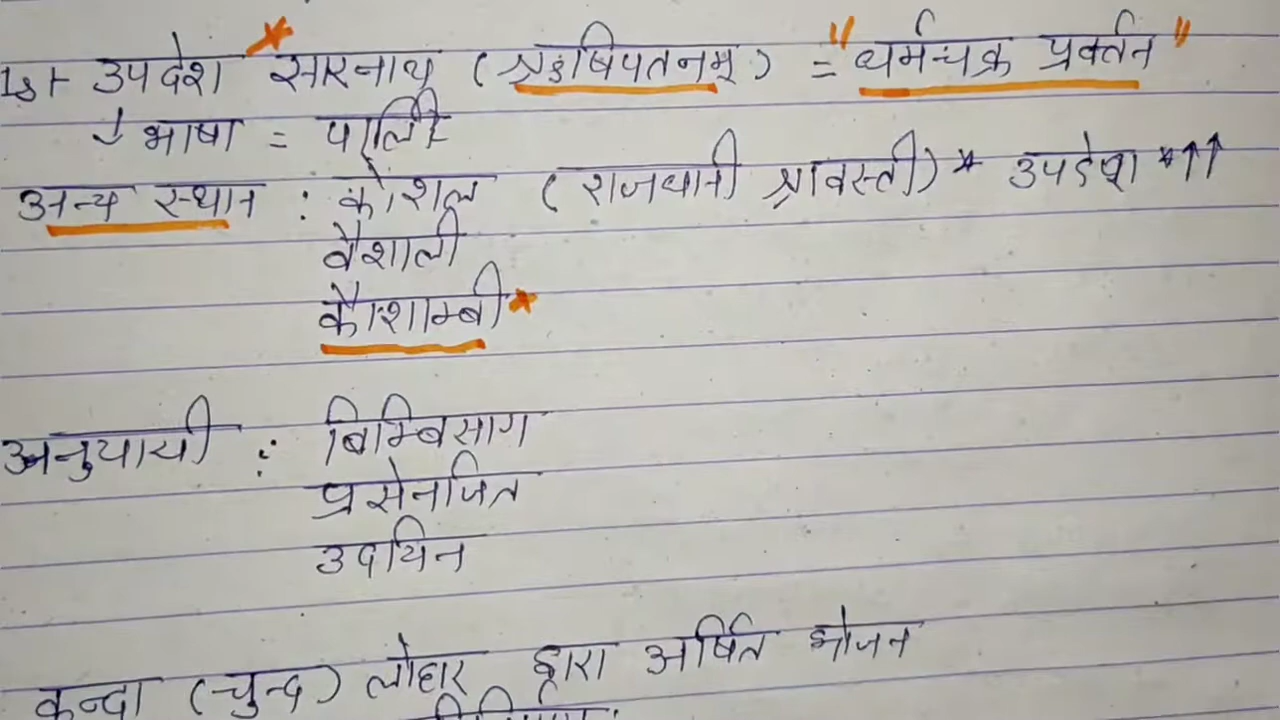 1st उपदेश सारनाथ (ऋषिपतनम्) = "धर्मचक्र प्रवर्तन"
↓ भाषा = पाली
अन्य स्थान : कोशल (राजधानी श्रावस्ती)* उपदेश *↑↑
वैशाली
कौशाम्बी*
अनुयायी : बिम्बिसार
प्रसेनजित
उदयिन
कन्दा (चुन्द) लोहार द्वारा अर्पित भोजन